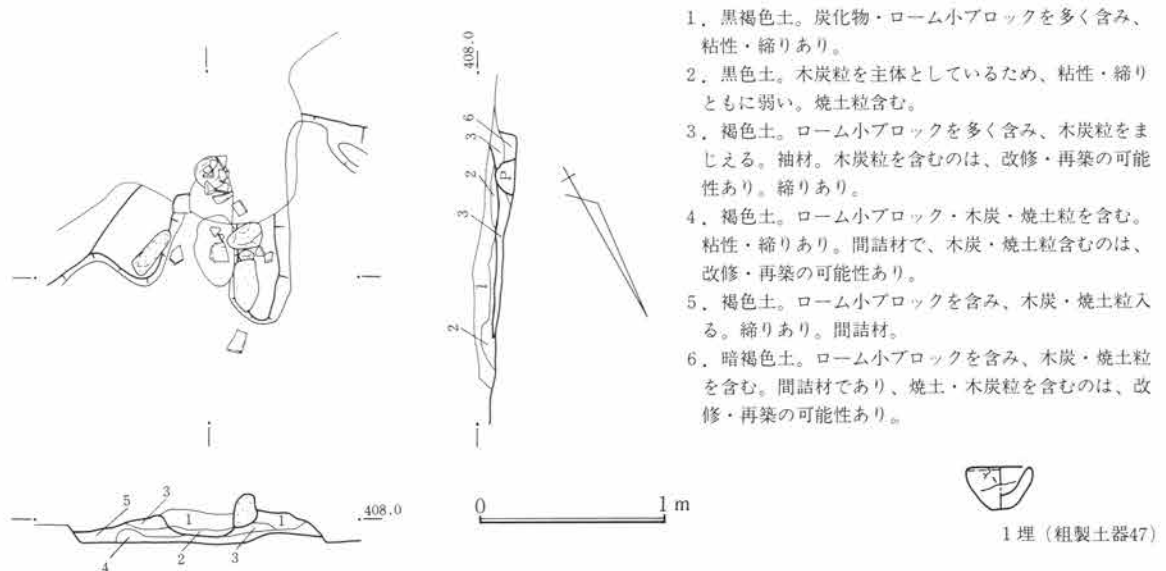 408.0
6
3
2
P
3
1
2
1．黒褐色土。炭化物・ローム小ブロックを多く含み、
粘性・締りあり。
2．黒色土。木炭粒を主体としているため、粘性・締り
ともに弱い。焼土粒含む。
3．褐色土。ローム小ブロックを多く含み、木炭粒をま
じえる。袖材。木炭粒を含むのは、改修・再築の可能
性あり。締りあり。
4．褐色土。ローム小ブロック・木炭・焼土粒を含む。
粘性・締りあり。間詰材で、木炭・焼土粒含むのは、
改修・再築の可能性あり。
5．褐色土。ローム小ブロックを含み、木炭・焼土粒入
る。締りあり。間詰材。
6．暗褐色土。ローム小ブロックを含み、木炭・焼土粒
を含む。間詰材であり、焼土・木炭粒を含むのは、改
修・再築の可能性あり。
5 3 1 1 408.0
4 2 3
0 1 m
1 埋（粗製土器47）